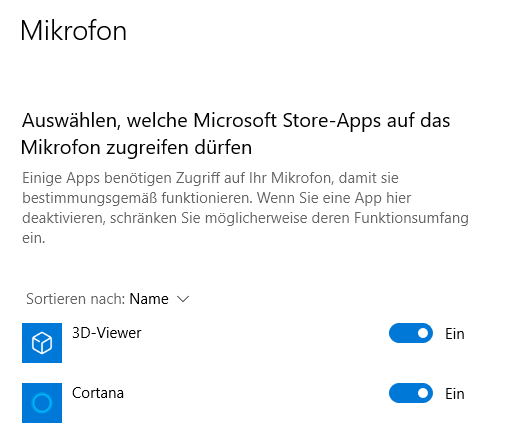 Mikrofon
Auswählen, welche Microsoft Store-Apps auf das
Mikrofon zugreifen dürfen
Einige Apps benötigen Zugriff auf Ihr Mikrofon, damit sie
bestimmungsgemäß funktionieren. Wenn Sie eine App hier
deaktivieren, schränken Sie möglicherweise deren Funktionsumfang
ein.
Sortieren nach: Name
3D-Viewer Ein
Cortana Ein